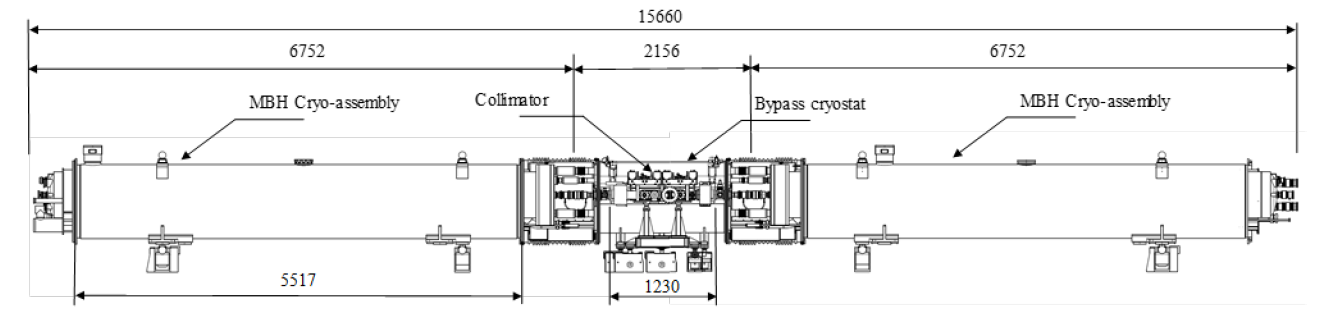 15660
6752
2156
6752
MBH Cryo-assembly
Collimator
Bypass cryostat
MBH Cryo-assembly
5517
1230